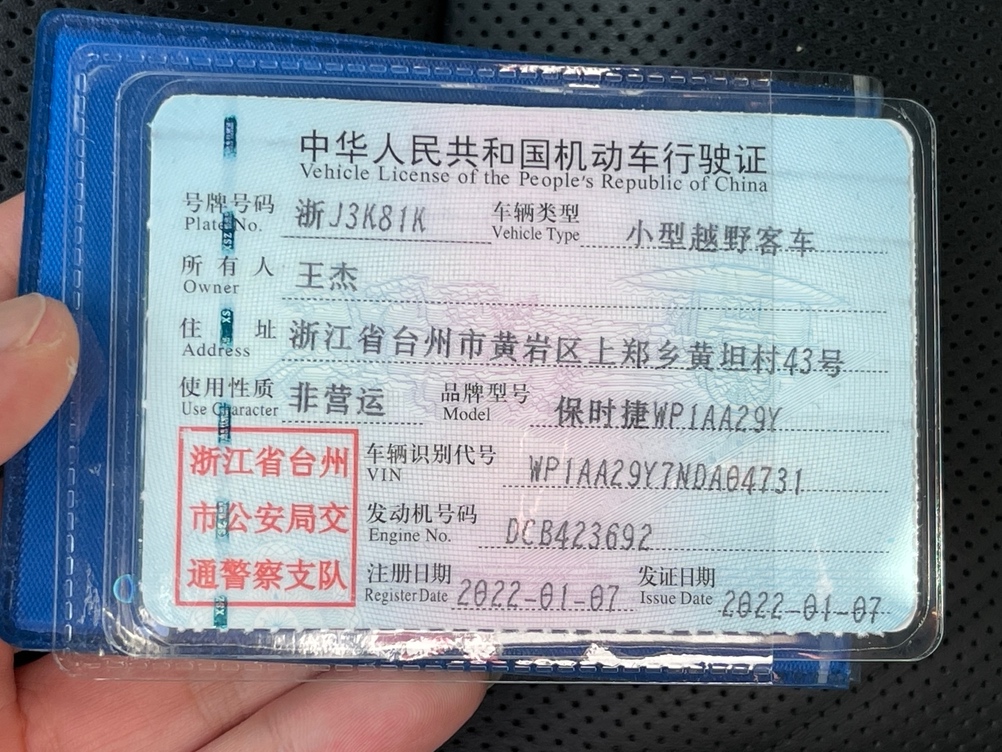 中华人民共和国机动车行驶证
Vehicle License of the People's Republic of China
号牌号码 浙J3K81K 车辆类型 小型越野客车
Plate No. Vehicle Type
所有人 王杰
Owner
住址 浙江省台州市黄岩区上郑乡黄坦村43号
Address
使用性质 非营运 品牌型号 保时捷WP1AA29Y
Use Character Model
浙江省台州
市公安局交
通警察支队
车辆识别代号 WP1AA29Y7NDA04731
VIN
发动机号码 DCB423692
Engine No.
注册日期 2022-01-07 发证日期 2022-01-07
Register Date Issue Date